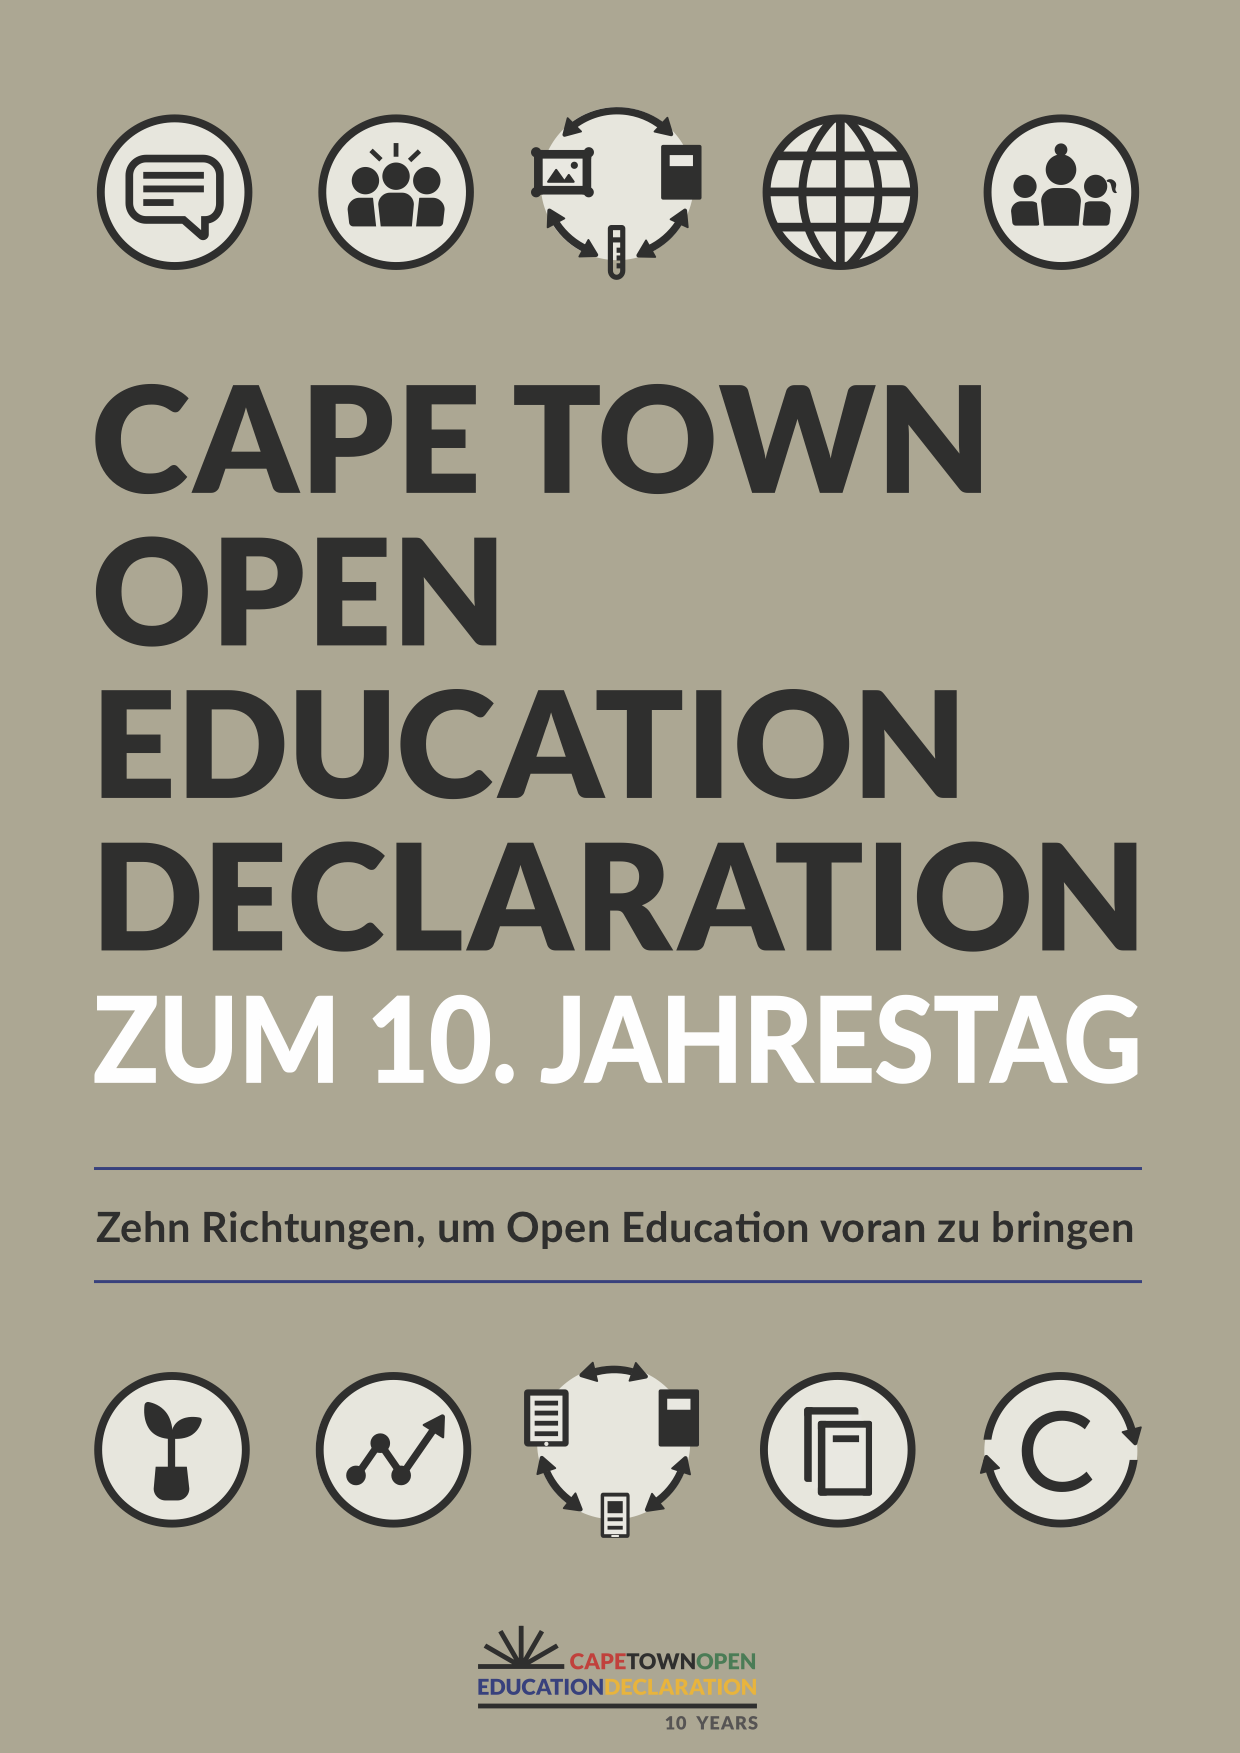 CAPE TOWN
OPEN
EDUCATION
DECLARATION
ZUM 10. JAHRESTAG
Zehn Richtungen, um Open Education voran zu bringen
CAPETOWNOPEN
EDUCATIONDECLARATION
10 YEARS